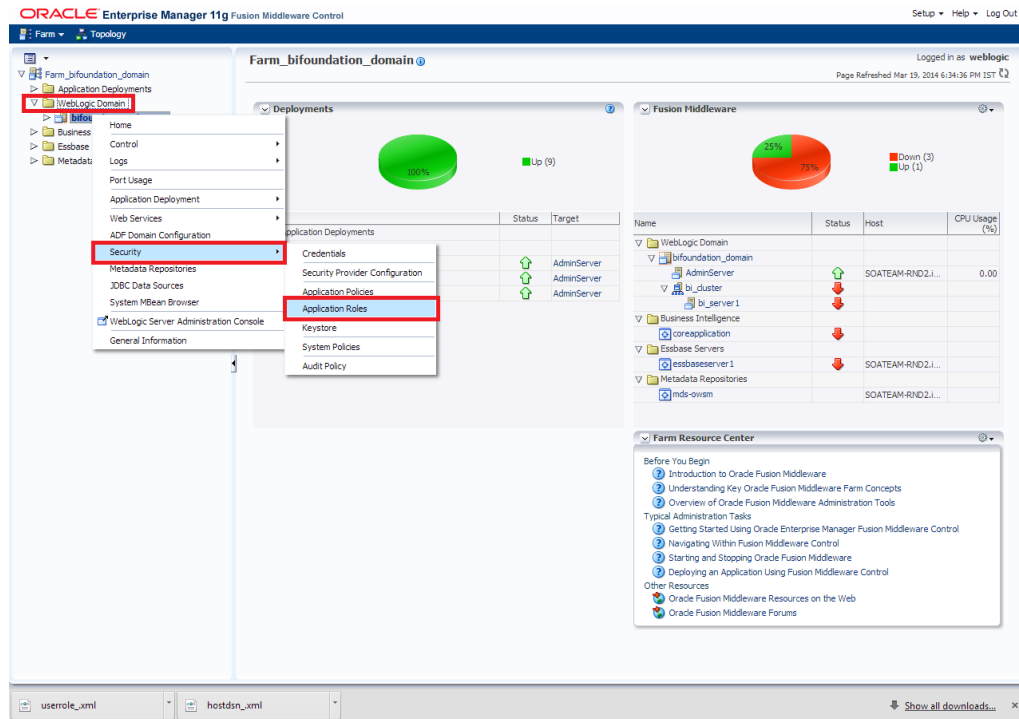 ORACLE Enterprise Manager 11g Fusion Middleware Control
Setup Help Log Out
Farm Topology
Farm_bifoundation_domain
Application Deployments
WebLogic Domain
Business
Essbase
Home
Control
Logs
Port Usage
Application Deployment
Web Services
ADF Domain Configuration
Security
Metadata Repositories
JDBC Data Sources
System MBean Browser
WebLogic Server Administration Console
General Information
Credentials
Security Provider Configuration
Application Policies
Application Roles
Keystore
System Policies
Audit Policy
Farm_bifoundation_domain
Logged in as weblogic
Page Refreshed Mar 19, 2014 6:34:36 PM IST
Deployments
100%
Up (9)
Status Target
Deployments
AdminServer
AdminServer
AdminServer
Fusion Middleware
25%
75%
Down (3)
Up (1)
Name Status Host CPU Usage (%)
WebLogic Domain
bifoundation_domain
AdminServer SOATEAM-RND2.i... 0.00
bi_cluster
bi_server1
Business Intelligence
coreapplication
Essbase Servers
essbaseserver1 SOATEAM-RND2.i...
Metadata Repositories
mds-owsm SOATEAM-RND2.i...
Farm Resource Center
Before You Begin
Introduction to Oracle Fusion Middleware
Understanding Key Oracle Fusion Middleware Farm Concepts
Overview of Oracle Fusion Middleware Administration Tools
Typical Administration Tasks
Getting Started Using Oracle Enterprise Manager Fusion Middleware Control
Navigating Within Fusion Middleware Control
Starting and Stopping Oracle Fusion Middleware
Deploying an Application Using Fusion Middleware Control
Other Resources
Oracle Fusion Middleware Resources on the Web
Oracle Fusion Middleware Forums
userrole_.xml
hostdsn_.xml
Show all downloads...